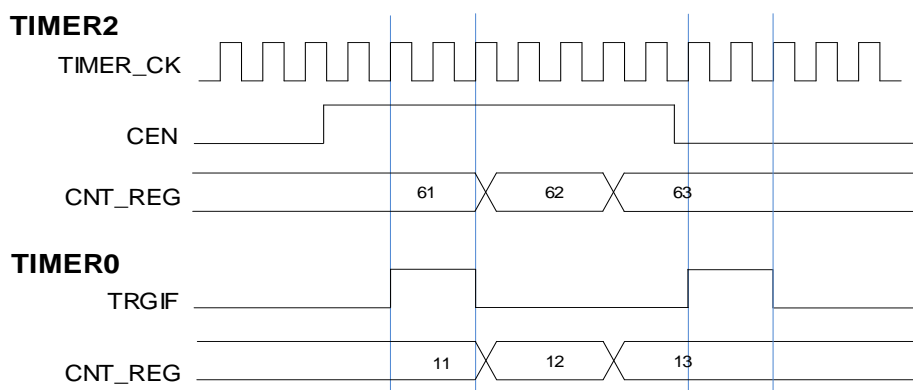 TIMER2
TIMER_CK
CEN
CNT_REG 61 62 63
TIMER0
TRGIF
CNT_REG 11 12 13